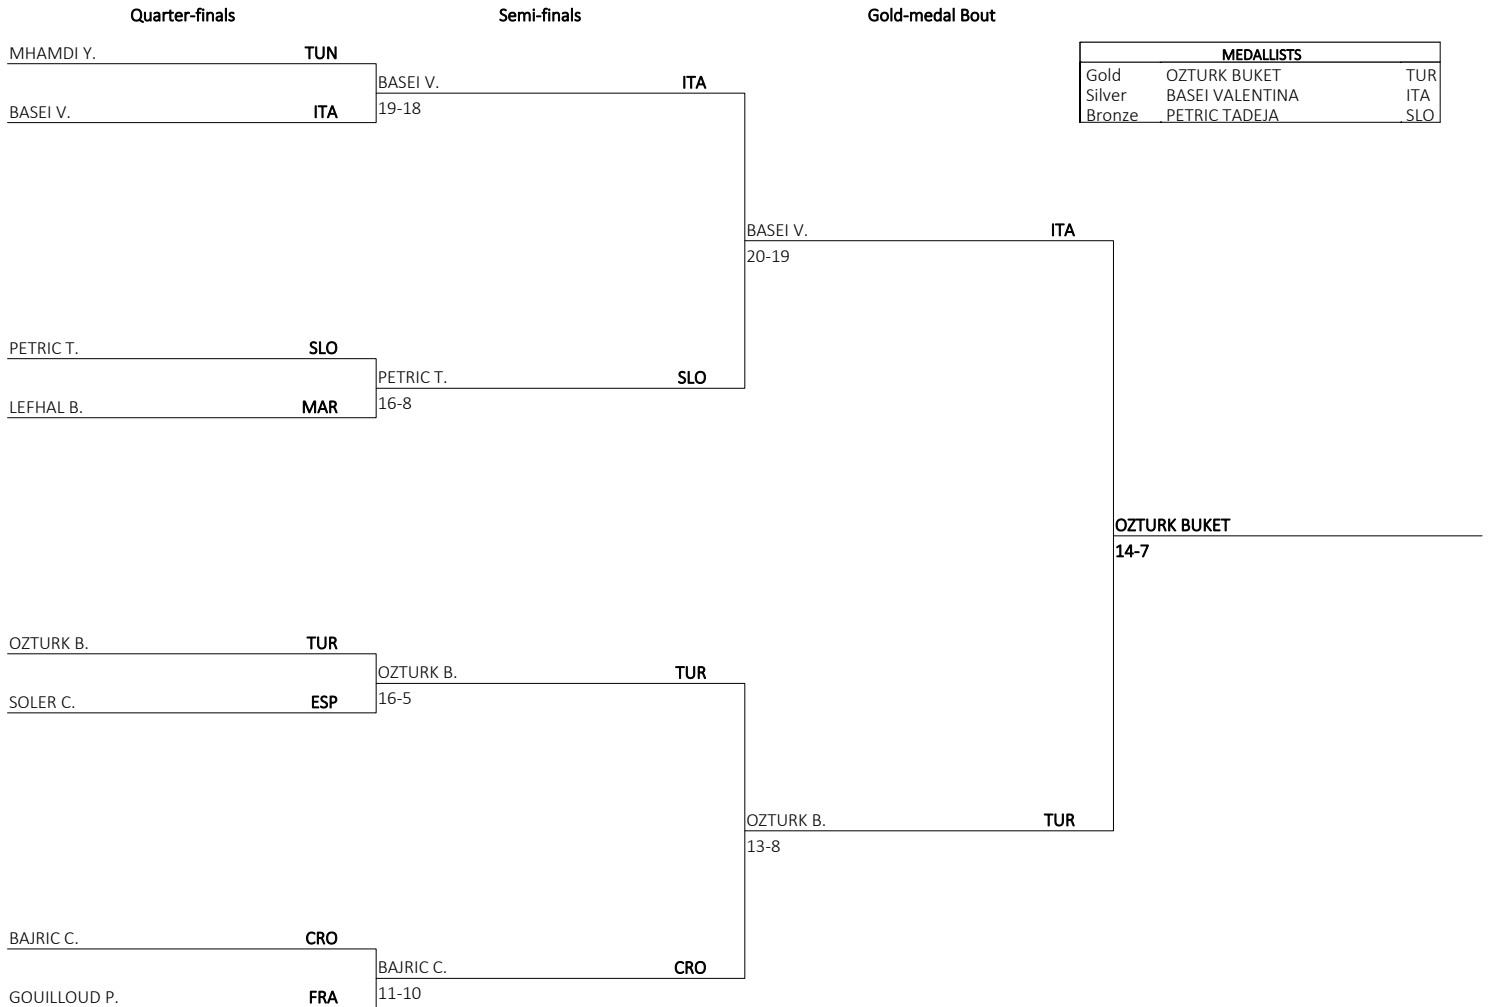 Quarter-finals Semi-finals Gold-medal Bout
MHAMDI Y. TUN
MEDALLISTS
Gold OZTURK BUKET TUR
BASEI V. ITA
Silver BASEI VALENTINA ITA
19-18
BASEI V. ITA
Bronze PETRIC TADEJA SLO
BASEI V. ITA
20-19
PETRIC T. SLO
PETRIC T. SLO
16-8
LEFHAL B. MAR
OZTURK BUKET
14-7
OZTURK B. TUR
OZTURK B. TUR
16-5
SOLER C. ESP
OZTURK B. TUR
13-8
BAJRIC C. CRO
BAJRIC C. CRO
11-10
GOUILLOUD P. FRA